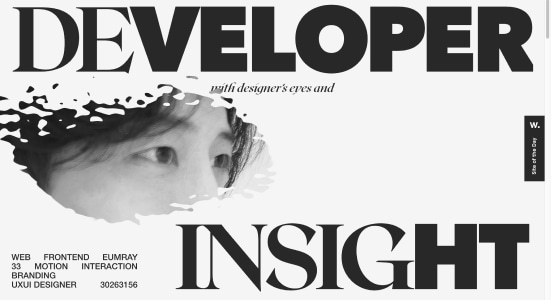 DEVELOPER
with designer's eyes and
W.
Site of the Day
INSIGHT
WEB FRONTEND EUMRAY
33 MOTION INTERACTION
BRANDING
UXUI DESIGNER 30263156